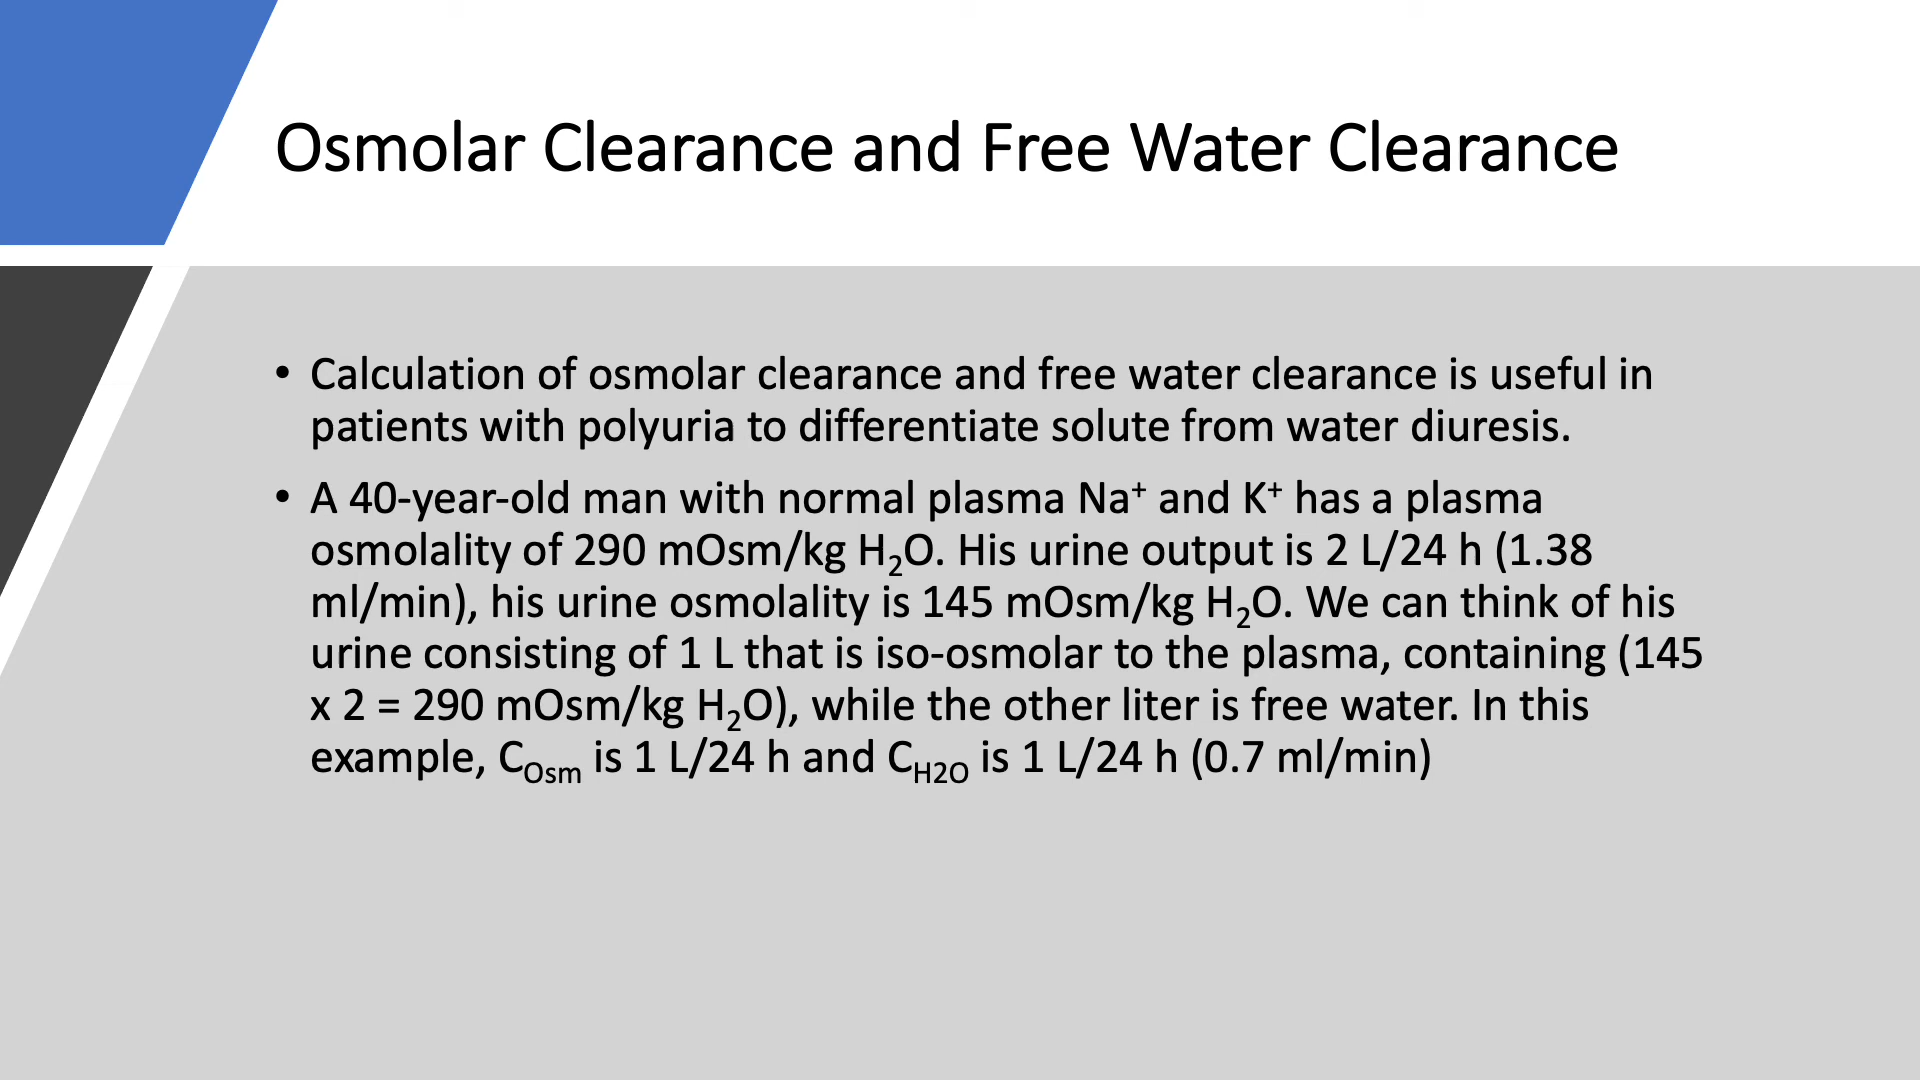 Osmolar Clearance and Free Water Clearance
• Calculation of osmolar clearance and free water clearance is useful in
patients with polyuria to differentiate solute from water diuresis.
• A 40-year-old man with normal plasma Na⁺ and K⁺ has a plasma
osmolality of 290 mOsm/kg H₂O. His urine output is 2 L/24 h (1.38
ml/min), his urine osmolality is 145 mOsm/kg H₂O. We can think of his
urine consisting of 1 L that is iso-osmolar to the plasma, containing (145
x 2 = 290 mOsm/kg H₂O), while the other liter is free water. In this
example, C_Osm is 1 L/24 h and C_H2O is 1 L/24 h (0.7 ml/min)